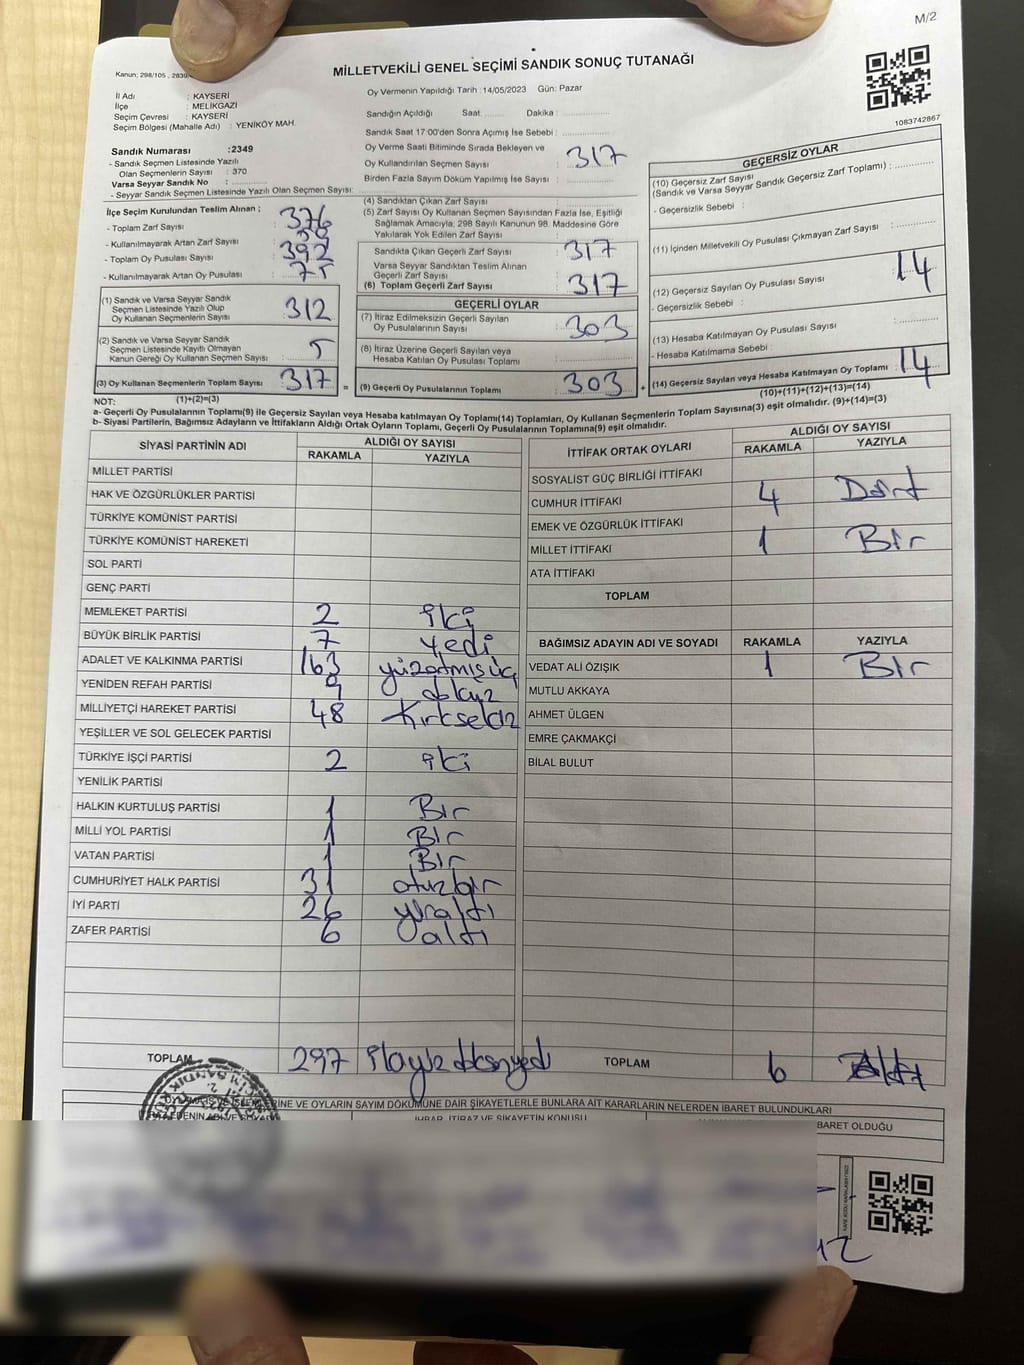 M/2
Kanun; 298/105 , 2839
MİLLETVEKİLİ GENEL SEÇİMİ SANDIK SONUÇ TUTANAĞI
1083742867
İl Adı : KAYSERİ
İlçe : MELİKGAZİ
Seçim Çevresi : KAYSERİ
Seçim Bölgesi (Mahalle Adı) : YENİKÖY MAH.
Oy Vermenin Yapıldığı Tarih :14/05/2023 Gün: Pazar
Sandığın Açıldığı Saat........... Dakika :..............
Sandık Saat 17:00'den Sonra Açımış İse Sebebi : ..............
Oy Verme Saati Bitiminde Sırada Bekleyen ve
Oy Kullandırılan Seçmen Sayısı : 317
Birden Fazla Sayım Döküm Yapılmış İse Sayısı : ..............
Sandık Numarası :2349
- Sandık Seçmen Listesinde Yazılı
Olan Seçmenlerin Sayısı : 370
Varsa Seyyar Sandık No : ..............
- Seyyar Sandık Seçmen Listesinde Yazılı Olan Seçmen Sayısı: ..............
İlçe Seçim Kurulundan Teslim Alınan ;
- Toplam Zarf Sayısı : 376
- Kullanılmayarak Artan Zarf Sayısı :
- Toplam Oy Pusulası : 392
- Kullanılmayarak Artan Oy Pusulası : 75
(1) Sandık ve Varsa Seyyar Sandık
Seçmen Listesinde Yazılı Olup
Oy Kullanan Seçmenlerin Sayısı : 312
(2) Sandık ve Varsa Seyyar Sandık
Seçmen Listesinde Kayıtlı Olmayan
Kanun Gereği Oy Kullanan Seçmen Sayısı : 5
(3) Oy Kullanan Seçmenlerin Toplam Sayısı : 317 =
(1)+(2)=(3)
(4) Sandıktan Çıkan Zarf Sayısı : ..............
(5) Zarf Sayısı Oy Kullanan Seçmen Sayısından Fazla İse, Eşitliği
Sağlamak Amacıyla, 298 Sayılı Kanunun 98. Maddesine Göre
Yakılarak Yok Edilen Zarf Sayısı : ..............
Sandıkta Çıkan Geçerli Zarf Sayısı : 317
Varsa Seyyar Sandıktan Teslim Alınan
Geçerli Zarf Sayısı
(6) Toplam Geçerli Zarf Sayısı : 317
GEÇERLİ OYLAR
(7) İtiraz Edilmeksizin Geçerli Sayılan
Oy Pusulalarının Sayısı : 303
(8) İtiraz Üzerine Geçerli Sayılan veya
Hesaba Katılan Oy Pusulası Toplamı : ..............
(9) Geçerli Oy Pusulalarının Toplamı : 303 +
GEÇERSİZ OYLAR
(10) Geçersiz Zarf Sayısı
(Sandık ve Varsa Seyyar Sandık Geçersiz Zarf Toplamı) : ..............
- Geçersizlik Sebebi :
(11) İçinden Milletvekili Oy Pusulası Çıkmayan Zarf Sayısı : ..............
(12) Geçersiz Sayılan Oy Pusulası Sayısı : 14
- Geçersizlik Sebebi :
(13) Hesaba Katılmayan Oy Pusulası Sayısı : ..............
- Hesaba Katılmama Sebebi :
(14) Geçersiz Sayılan veya Hesaba Katılmayan Oy Toplamı : 14
(10)+(11)+(12)+(13)=(14)
NOT:
a- Geçerli Oy Pusulalarının Toplamı(9) ile Geçersiz Sayılan veya Hesaba katılmayan Oy Toplamı(14) Toplamları, Oy Kullanan Seçmenlerin Toplam Sayısına(3) eşit olmalıdır. (9)+(14)=(3)
b- Siyasi Partilerin, Bağımsız Adayların ve İttifakların Aldığı Ortak Oyların Toplamı, Geçerli Oy Pusulalarının Toplamına(9) eşit olmalıdır.
SİYASİ PARTİNİN ADI ALDIĞI OY SAYISI
RAKAMLA YAZIYLA
MİLLET PARTİSİ
HAK VE ÖZGÜRLÜKLER PARTİSİ
TÜRKİYE KOMÜNİST PARTİSİ
TÜRKİYE KOMÜNİST HAREKETİ
SOL PARTİ
GENÇ PARTİ
MEMLEKET PARTİSİ 2 iki
BÜYÜK BİRLİK PARTİSİ 7 yedi
ADALET VE KALKINMA PARTİSİ 163 yüzatmışüç
YENİDEN REFAH PARTİSİ 9 dokuz
MİLLİYETÇİ HAREKET PARTİSİ 48 kırksekiz
YEŞİLLER VE SOL GELECEK PARTİSİ
TÜRKİYE İŞÇİ PARTİSİ 2 iki
YENİLİK PARTİSİ
HALKIN KURTULUŞ PARTİSİ 1 Bir
MİLLİ YOL PARTİSİ 1 Bir
VATAN PARTİSİ 1 Bir
CUMHURİYET HALK PARTİSİ 31 otuzbir
İYİ PARTİ 26 yiraltı
ZAFER PARTİSİ 6 altı
TOPLAM 297
İTTİFAK ORTAK OYLARI ALDIĞI OY SAYISI
RAKAMLA YAZIYLA
SOSYALİST GÜÇ BİRLİĞİ İTTİFAKI
CUMHUR İTTİFAKI 4 Dört
EMEK VE ÖZGÜRLÜK İTTİFAKI
MİLLET İTTİFAKI 1 Bir
ATA İTTİFAKI
TOPLAM
BAĞIMSIZ ADAYIN ADI VE SOYADI RAKAMLA YAZIYLA
VEDAT ALİ ÖZIŞIK 1 Bir
MUTLU AKKAYA
AHMET ÜLGEN
EMRE ÇAKMAKÇİ
BİLAL BULUT
TOPLAM 6 Altı
OYLAMA İŞ VE İŞLEMLERİNE VE OYLARIN SAYIM DÖKÜMÜNE DAİR ŞİKAYETLERLE BUNLARA AİT KARARLARIN NELERDEN İBARET BULUNDUKLARI
İHBAR, İTİRAZ VE ŞİKAYETİN KONUSU
İBARET OLDUĞU